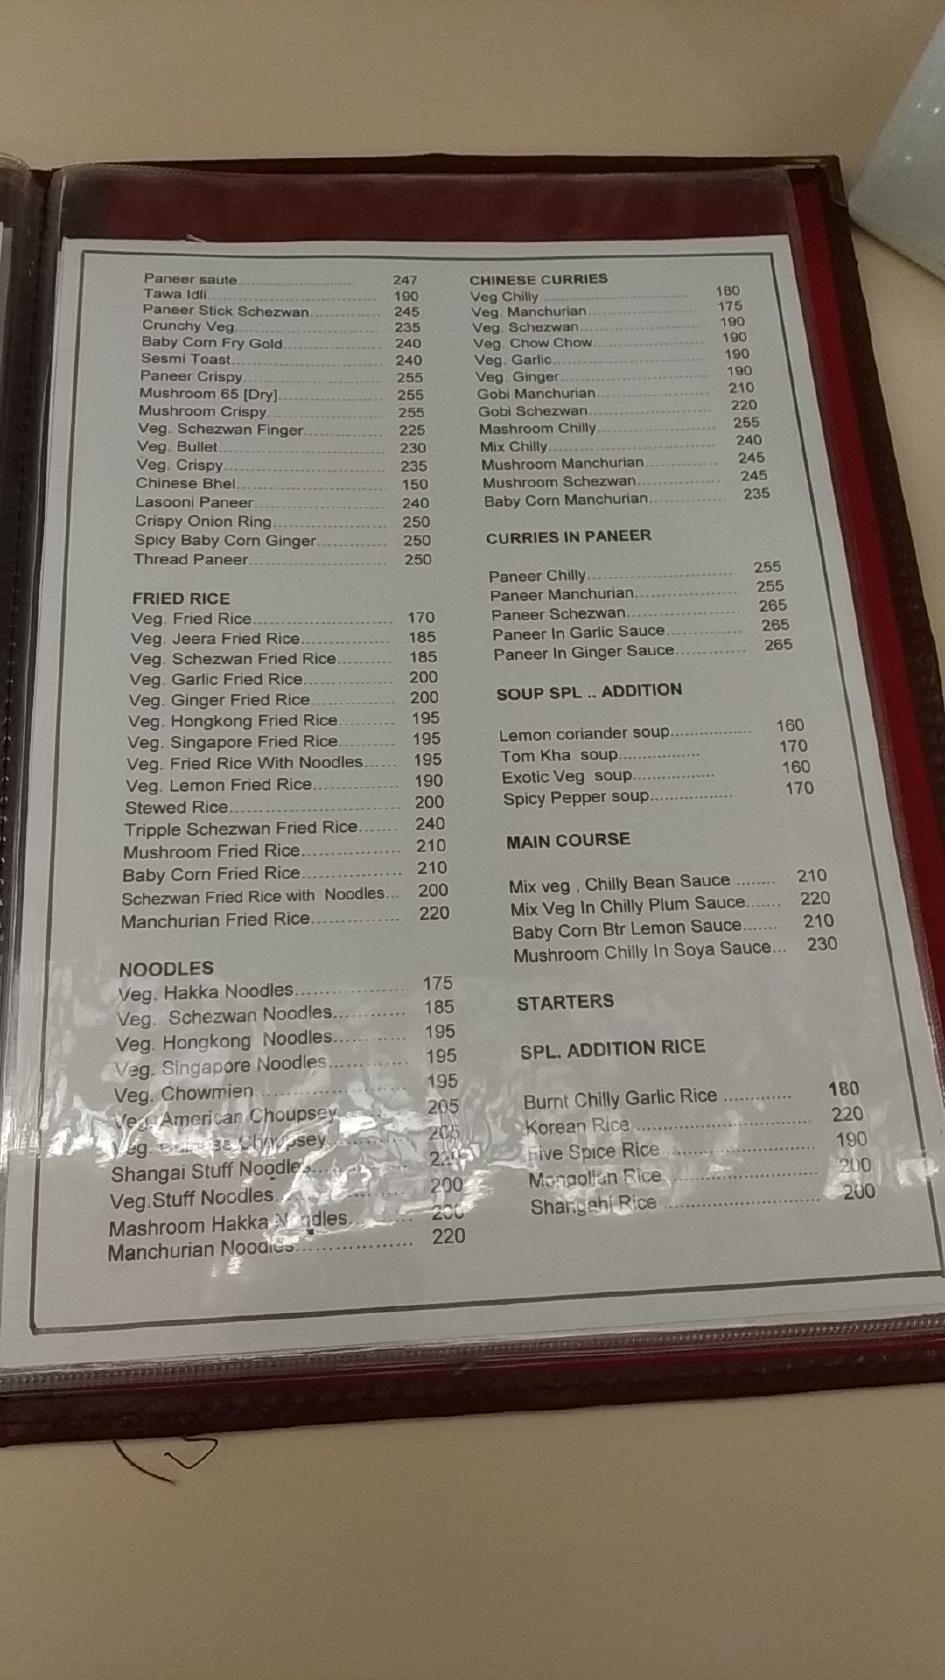 Paneer saute.......... 247
Tawa Idli.......... 190
Paneer Stick Schezwan.......... 245
Crunchy Veg.......... 235
Baby Corn Fry Gold.......... 240
Sesmi Toast.......... 240
Paneer Crispy.......... 255
Mushroom 65 [Dry].......... 255
Mushroom Crispy.......... 255
Veg. Schezwan Finger.......... 225
Veg. Bullet.......... 230
Veg. Crispy.......... 235
Chinese Bhel.......... 150
Lasooni Paneer.......... 240
Crispy Onion Ring.......... 250
Spicy Baby Corn Ginger.......... 250
Thread Paneer.......... 250
FRIED RICE
Veg. Fried Rice.......... 170
Veg. Jeera Fried Rice.......... 185
Veg. Schezwan Fried Rice.......... 185
Veg. Garlic Fried Rice.......... 200
Veg. Ginger Fried Rice.......... 200
Veg. Hongkong Fried Rice.......... 195
Veg. Singapore Fried Rice.......... 195
Veg. Fried Rice With Noodles...... 195
Veg. Lemon Fried Rice.......... 190
Stewed Rice.......... 200
Tripple Schezwan Fried Rice....... 240
Mushroom Fried Rice.......... 210
Baby Corn Fried Rice.......... 210
Schezwan Fried Rice with Noodles... 200
Manchurian Fried Rice.......... 220
NOODLES
Veg. Hakka Noodles.......... 175
Veg. Schezwan Noodles.......... 185
Veg. Hongkong Noodles.......... 195
Veg. Singapore Noodles.......... 195
Veg. Chowmien.......... 195
Veg. American Choupsey.......... 205
Veg. Choupsey.......... 205
Shangai Stuff Noodles..........
Veg.Stuff Noodles.......... 200
Mashroom Hakka Noodles..........
Manchurian Noodles.......... 220
CHINESE CURRIES
Veg Chilly .......... 180
Veg. Manchurian.......... 175
Veg. Schezwan.......... 190
Veg. Chow Chow.......... 190
Veg. Garlic.......... 190
Veg. Ginger.......... 190
Gobi Manchurian.......... 210
Gobi Schezwan.......... 220
Mashroom Chilly.......... 255
Mix Chilly.......... 240
Mushroom Manchurian.......... 245
Mushroom Schezwan.......... 245
Baby Corn Manchurian.......... 235
CURRIES IN PANEER
Paneer Chilly.......... 255
Paneer Manchurian.......... 255
Paneer Schezwan.......... 265
Paneer In Garlic Sauce.......... 265
Paneer In Ginger Sauce.......... 265
SOUP SPL .. ADDITION
Lemon coriander soup.......... 160
Tom Kha soup.......... 170
Exotic Veg soup.......... 160
Spicy Pepper soup.......... 170
MAIN COURSE
Mix veg , Chilly Bean Sauce ........ 210
Mix Veg In Chilly Plum Sauce....... 220
Baby Corn Btr Lemon Sauce....... 210
Mushroom Chilly In Soya Sauce... 230
STARTERS
SPL. ADDITION RICE
Burnt Chilly Garlic Rice .......... 180
Korean Rice .......... 220
Five Spice Rice .......... 190
Mongolian Rice .......... 200
Shangahi Rice .......... 200